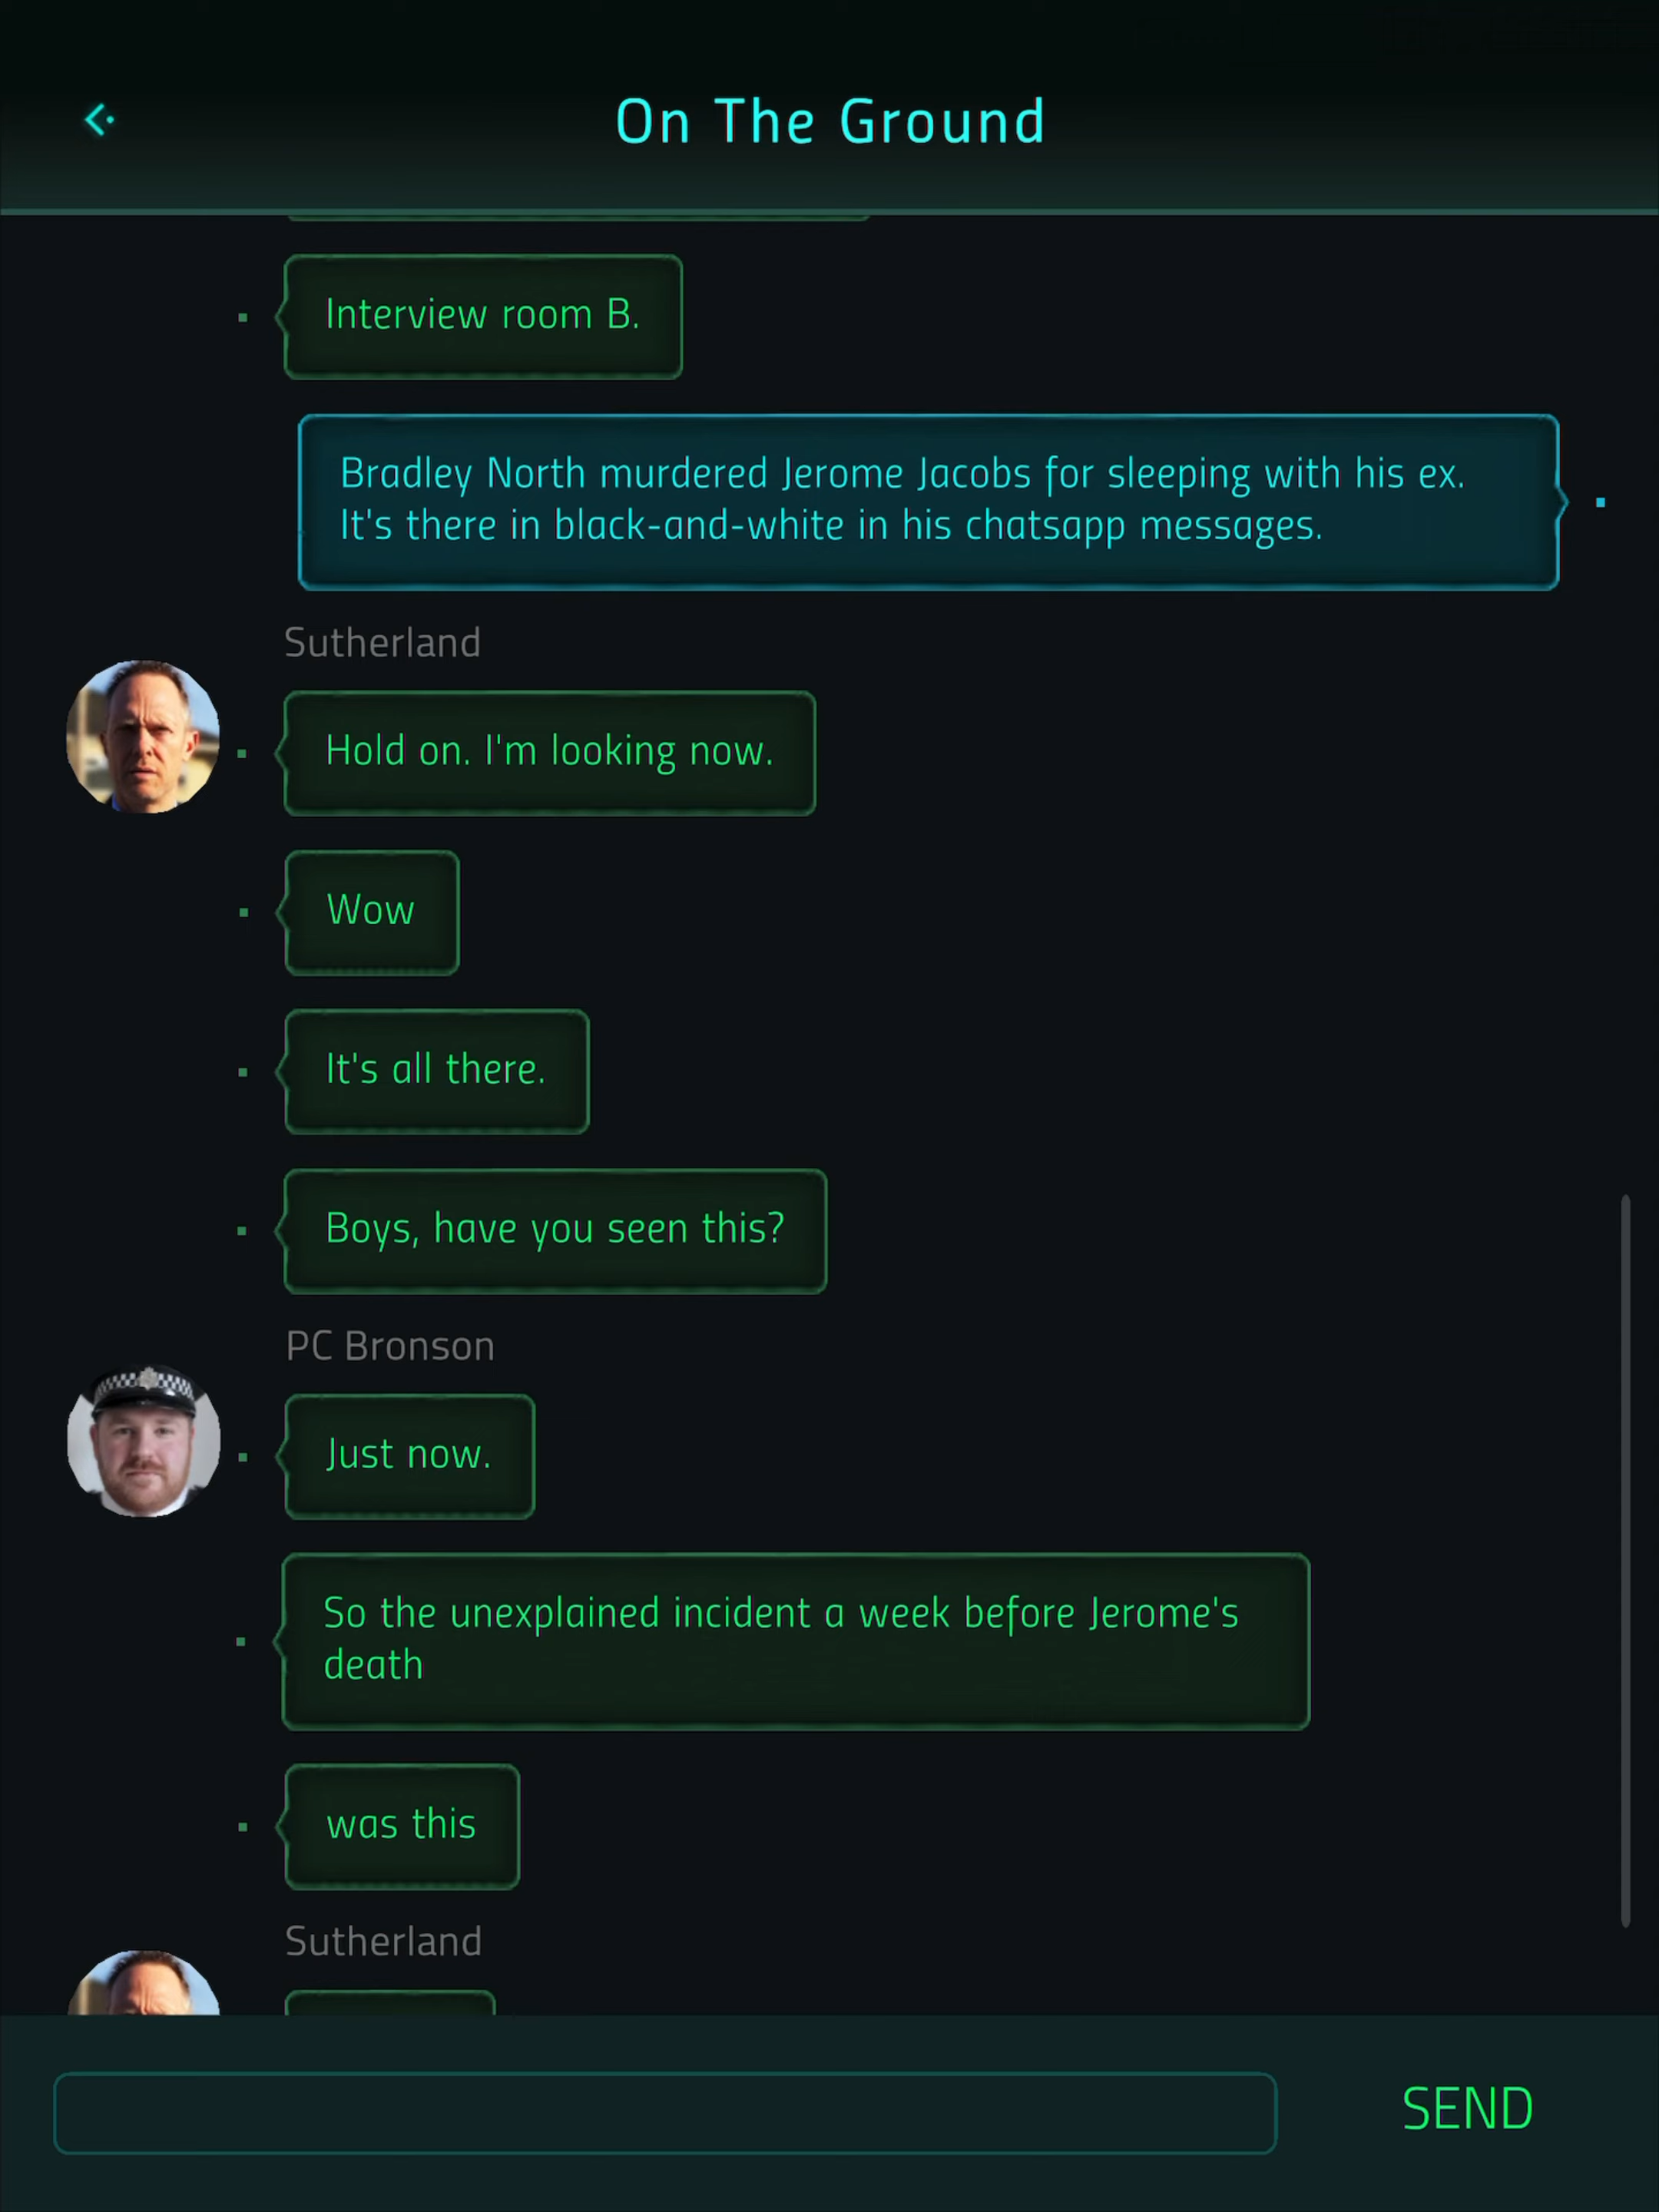 On The Ground
Interview room B.
Bradley North murdered Jerome Jacobs for sleeping with his ex.
It's there in black-and-white in his chatsapp messages.
Sutherland
Hold on. I'm looking now.
Wow
It's all there.
Boys, have you seen this?
PC Bronson
Just now.
So the unexplained incident a week before Jerome's
death
was this
Sutherland
SEND